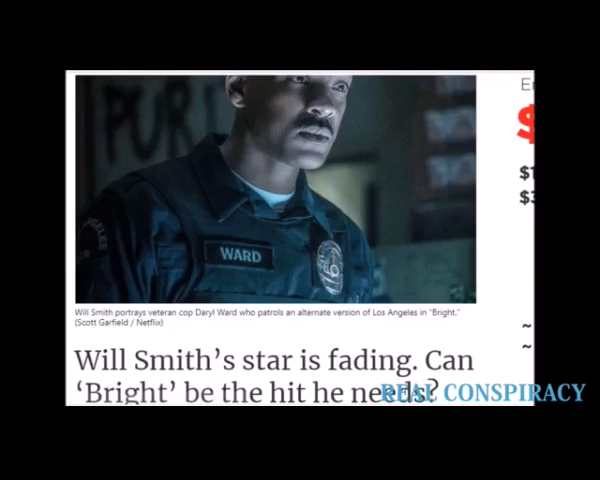 PURI
WARD
Will Smith portrays veteran cop Daryl Ward who patrols an alternate version of Los Angeles in "Bright."
(Scott Garfield / Netflix)
Will Smith's star is fading. Can
'Bright' be the hit he needs?
REAL CONSPIRACY
$
~
~